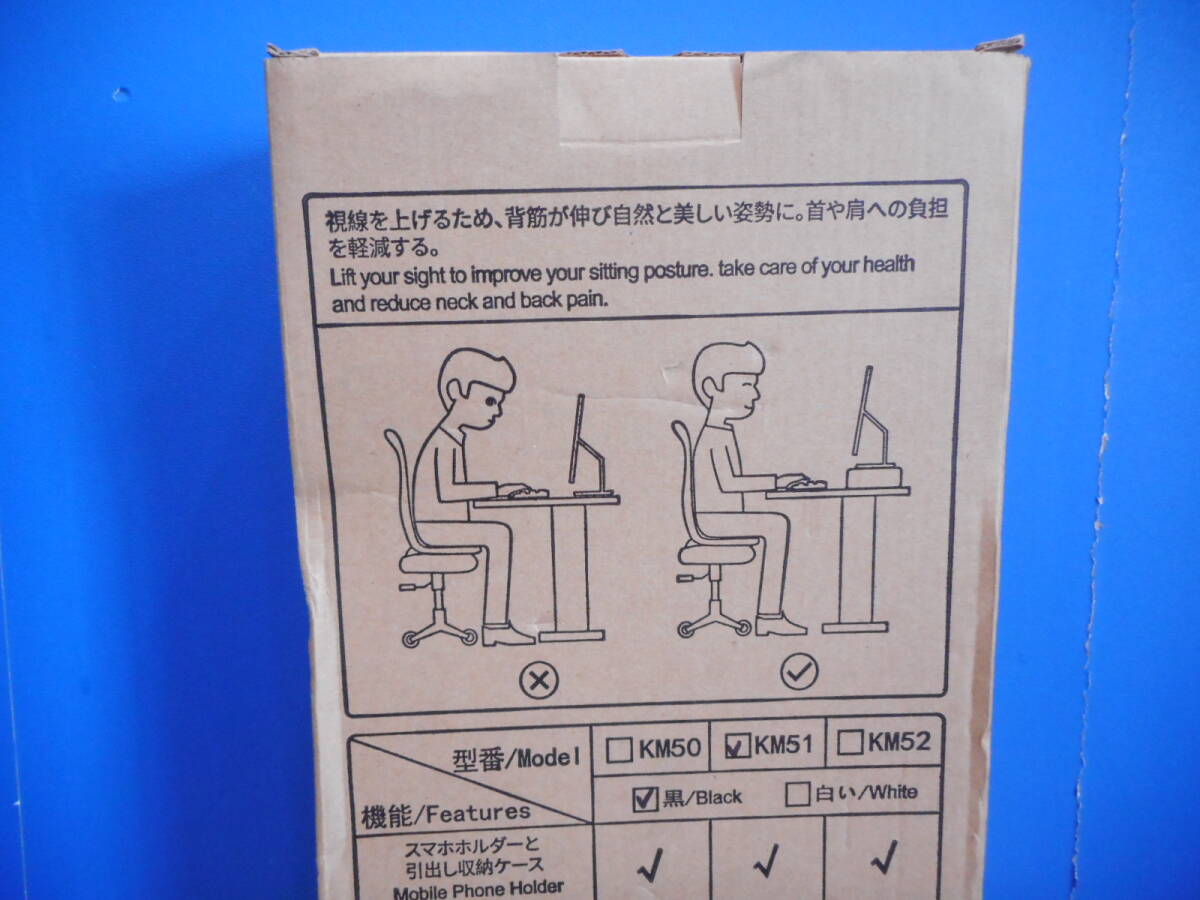 視線を上げるため、背筋が伸び自然と美しい姿勢に。首や肩への負担
を軽減する。
Lift your sight to improve your sitting posture. take care of your health
and reduce neck and back pain.
型番/Model
KM50
KM51
KM52
機能/Features
黒/Black
白い/White
スマホホルダーと
引出し収納ケース
Mobile Phone Holder